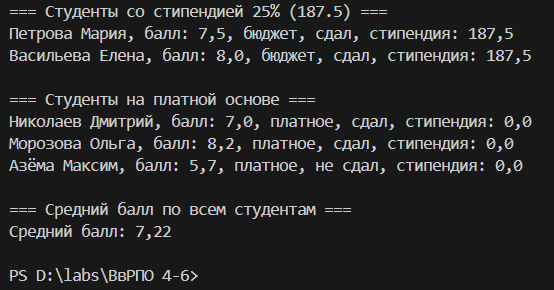 === Студенты со стипендией 25% (187.5) ===
Петрова Мария, балл: 7,5, бюджет, сдал, стипендия: 187,5
Васильева Елена, балл: 8,0, бюджет, сдал, стипендия: 187,5

=== Студенты на платной основе ===
Николаев Дмитрий, балл: 7,0, платное, сдал, стипендия: 0,0
Морозова Ольга, балл: 8,2, платное, сдал, стипендия: 0,0
Азёма Максим, балл: 5,7, платное, не сдал, стипендия: 0,0

=== Средний балл по всем студентам ===
Средний балл: 7,22

PS D:\labs\ВвРПО 4-6>